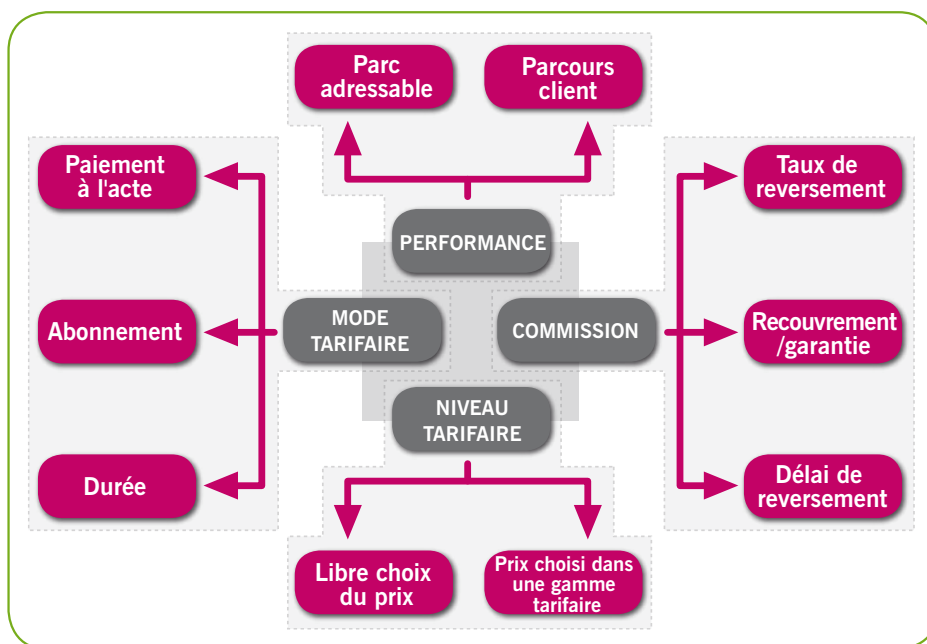 Parc
adressable
Parcours
client
Paiement
à l'acte
Taux de
reversement
PERFORMANCE
Abonnement
MODE
TARIFAIRE
COMMISSION
Recouvrement
/garantie
NIVEAU
TARIFAIRE
Durée
Délai de
reversement
Libre choix
du prix
Prix choisi dans
une gamme
tarifaire